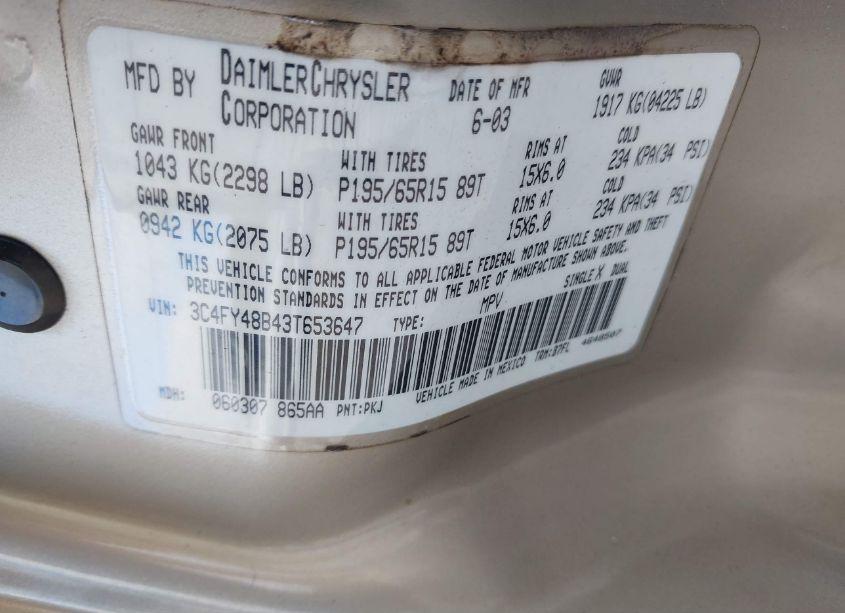 MFD BY DAIMLERCHRYSLER CORPORATION DATE OF MFR 6-03 GVWR 1917 KG(04225 LB)
GAWR FRONT 1043 KG(2298 LB) WITH TIRES P195/65R15 89T RIMS AT 15X6.0 COLD 234 KPA(34 PSI)
GAWR REAR 0942 KG(2075 LB) WITH TIRES P195/65R15 89T RIMS AT 15X6.0 COLD 234 KPA(34 PSI)
THIS VEHICLE CONFORMS TO ALL APPLICABLE FEDERAL MOTOR VEHICLE SAFETY AND THEFT
PREVENTION STANDARDS IN EFFECT ON THE DATE OF MANUFACTURE SHOWN ABOVE.
VIN: 3C4FY48B43T653647 TYPE: MPV SINGLE X DUAL
MDH: 060307 865AA PNT:PKJ VEHICLE MADE IN MEXICO TRM:B7FL 4648507